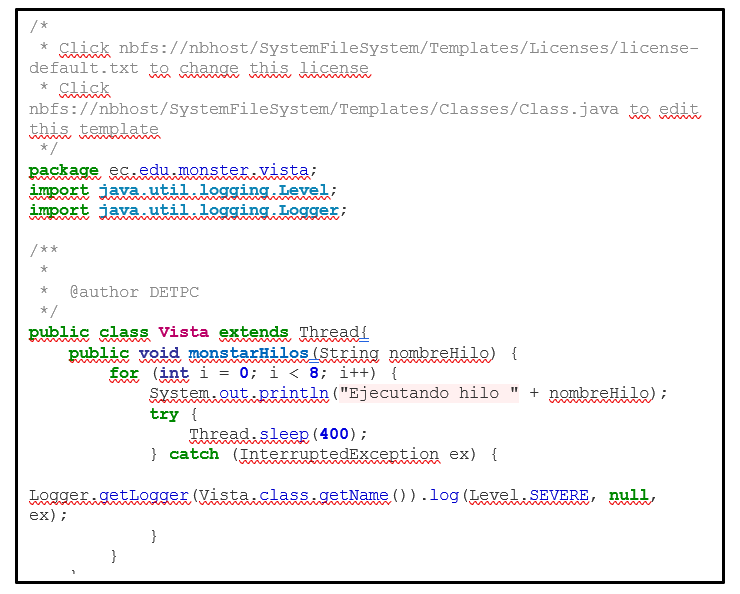 /*
 * Click nbfs://nbhost/SystemFileSystem/Templates/Licenses/license-
default.txt to change this license
 * Click
nbfs://nbhost/SystemFileSystem/Templates/Classes/Class.java to edit
this template
 */
package ec.edu.monster.vista;
import java.util.logging.Level;
import java.util.logging.Logger;
/**
 *
 *  @author DETPC
 */
public class Vista extends Thread{
    public void monstarHilos(String nombreHilo) {
        for (int i = 0; i < 8; i++) {
            System.out.println("Ejecutando hilo " + nombreHilo);
            try {
                Thread.sleep(400);
            } catch (InterruptedException ex) {
Logger.getLogger(Vista.class.getName()).log(Level.SEVERE, null,
ex);
            }
        }